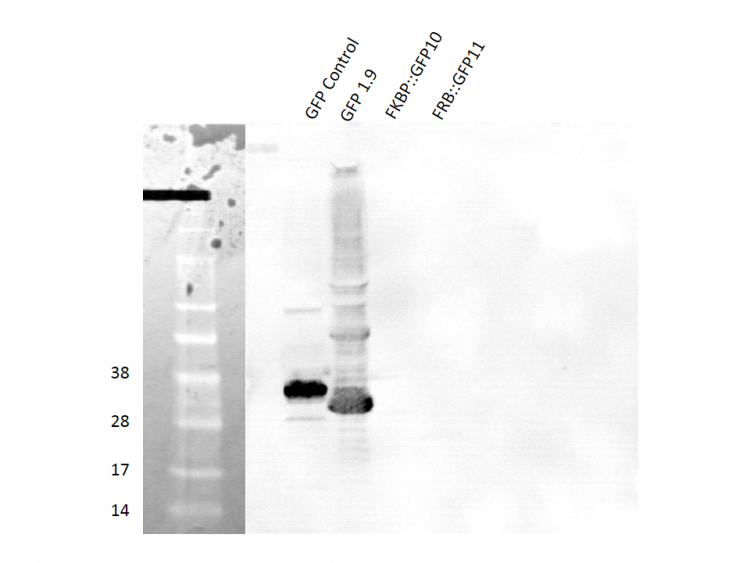 GFP Control
GFP 1.9
FKBP::GFP10
FRB::GFP11
38
28
17
14